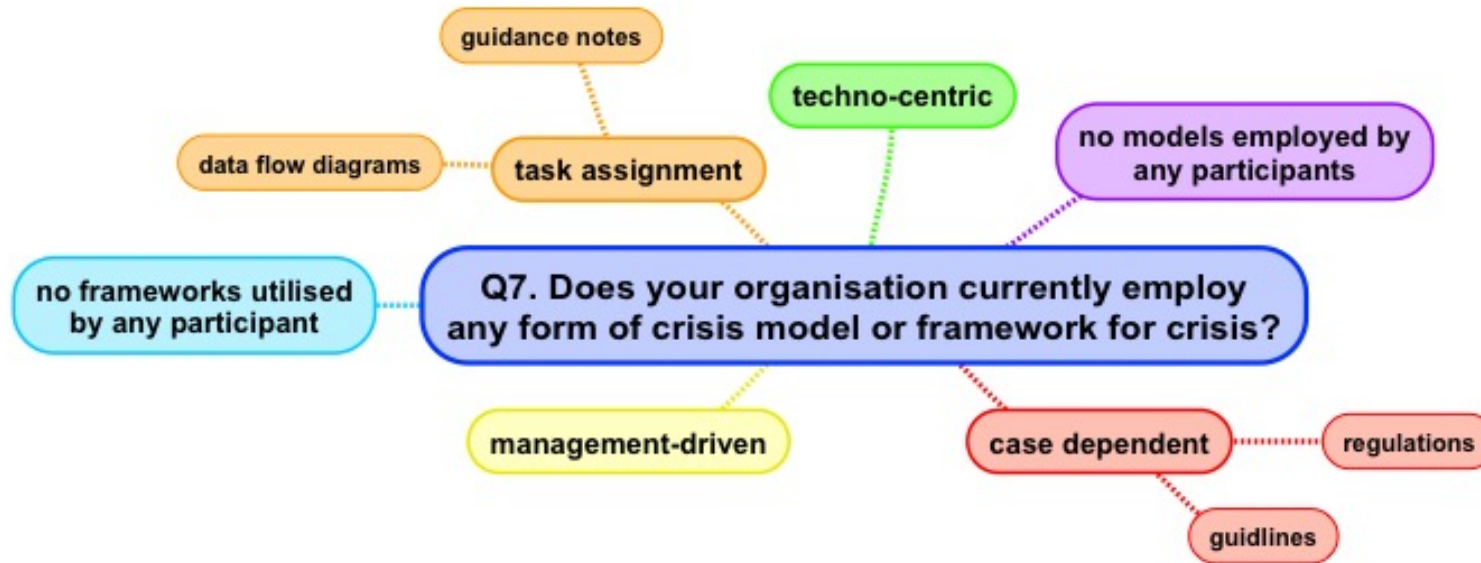 guidance notes
techno-centric
no models employed by
any participants
data flow diagrams
task assignment
no frameworks utilised
by any participant
Q7. Does your organisation currently employ
any form of crisis model or framework for crisis?
management-driven
case dependent
regulations
guidlines